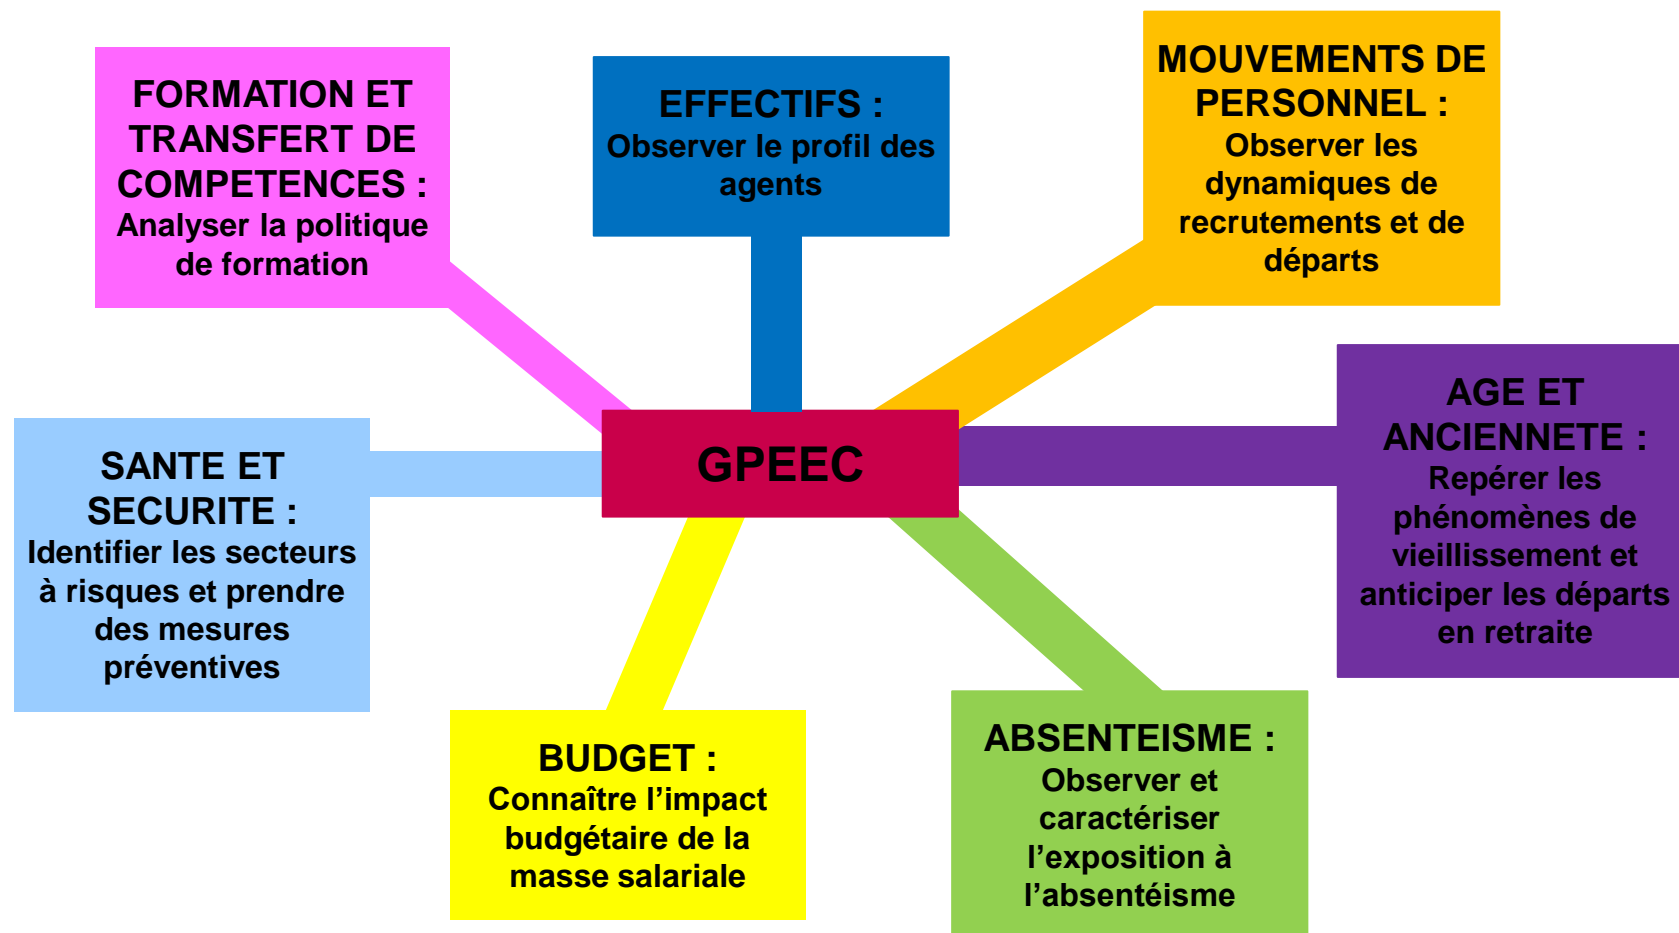 FORMATION ET
TRANSFERT DE
COMPETENCES :
Analyser la politique
de formation
EFFECTIFS :
Observer le profil des
agents
MOUVEMENTS DE
PERSONNEL :
Observer les
dynamiques de
recrutements et de
départs
SANTE ET
SECURITE :
Identifier les secteurs
à risques et prendre
des mesures
préventives
GPEEC
AGE ET
ANCIENNETE :
Repérer les
phénomènes de
vieillissement et
anticiper les départs
en retraite
BUDGET :
Connaître l’impact
budgétaire de la
masse salariale
ABSENTEISME :
Observer et
caractériser
l’exposition à
l’absentéisme